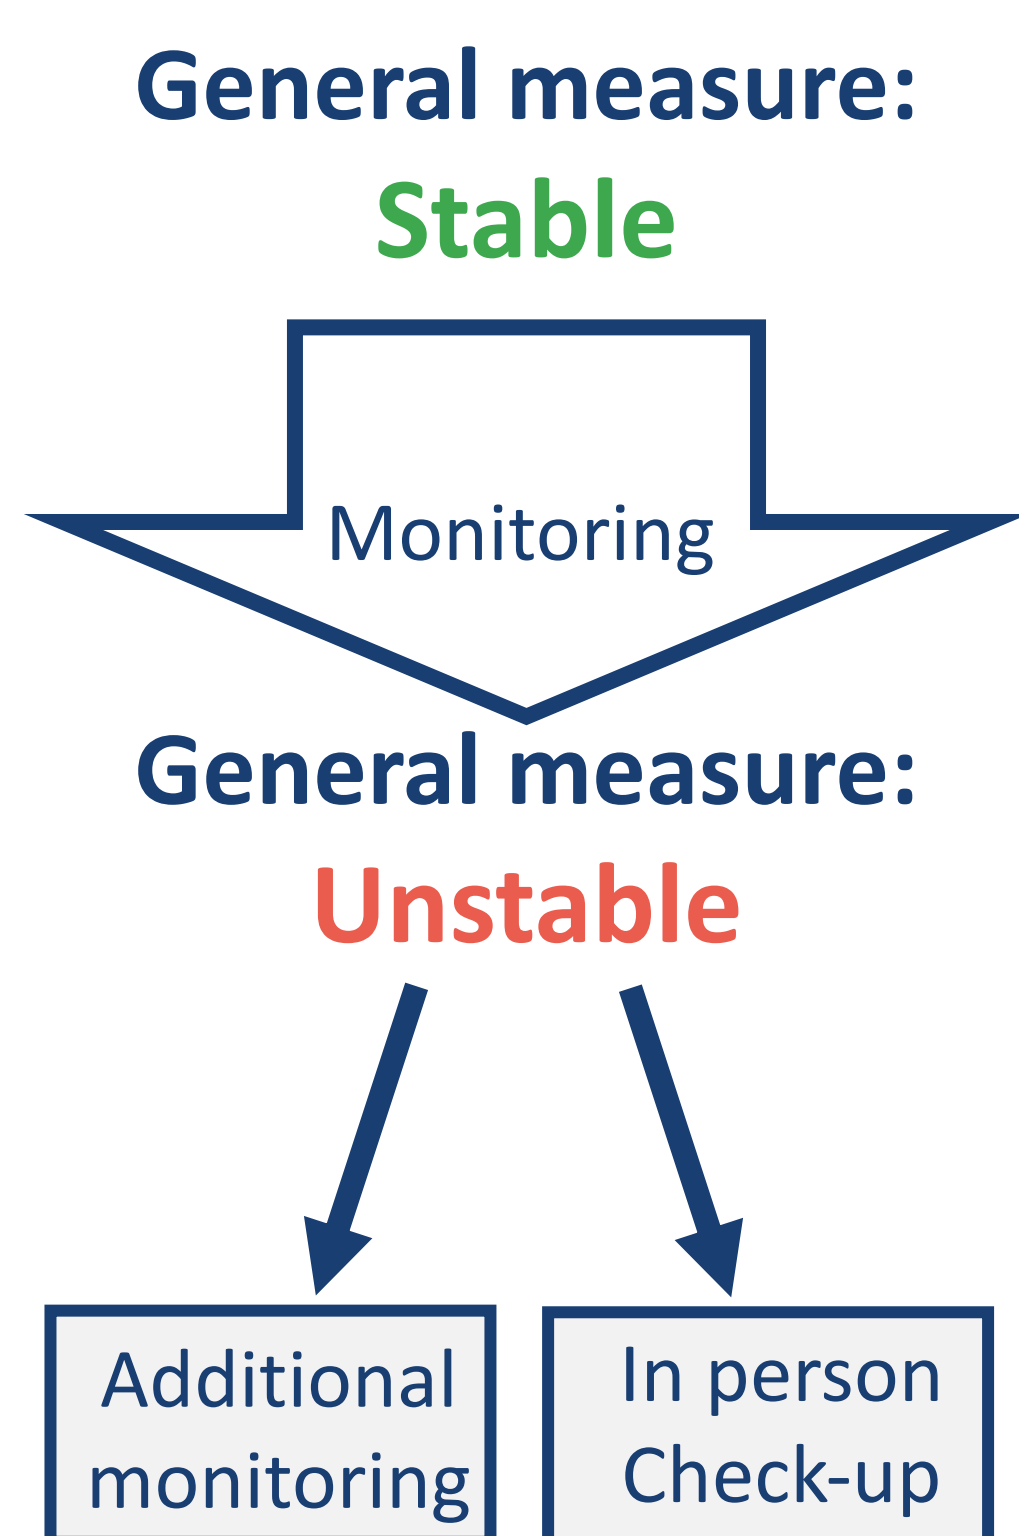 General measure:
Stable
Monitoring
General measure:
Unstable
Additional
monitoring
In person
Check-up